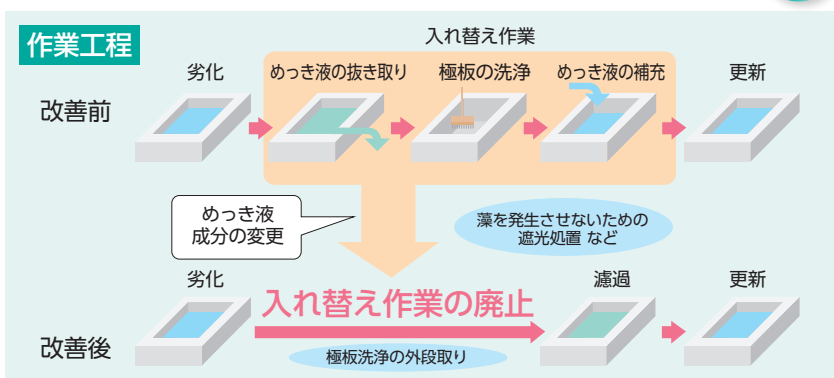 作業工程
入れ替え作業
劣化
めっき液の抜き取り
極板の洗浄
めっき液の補充
更新
改善前
めっき液
成分の変更
藻を発生させないための
遮光処置 など
劣化
入れ替え作業の廃止
濾過
更新
改善後
極板洗浄の外段取り